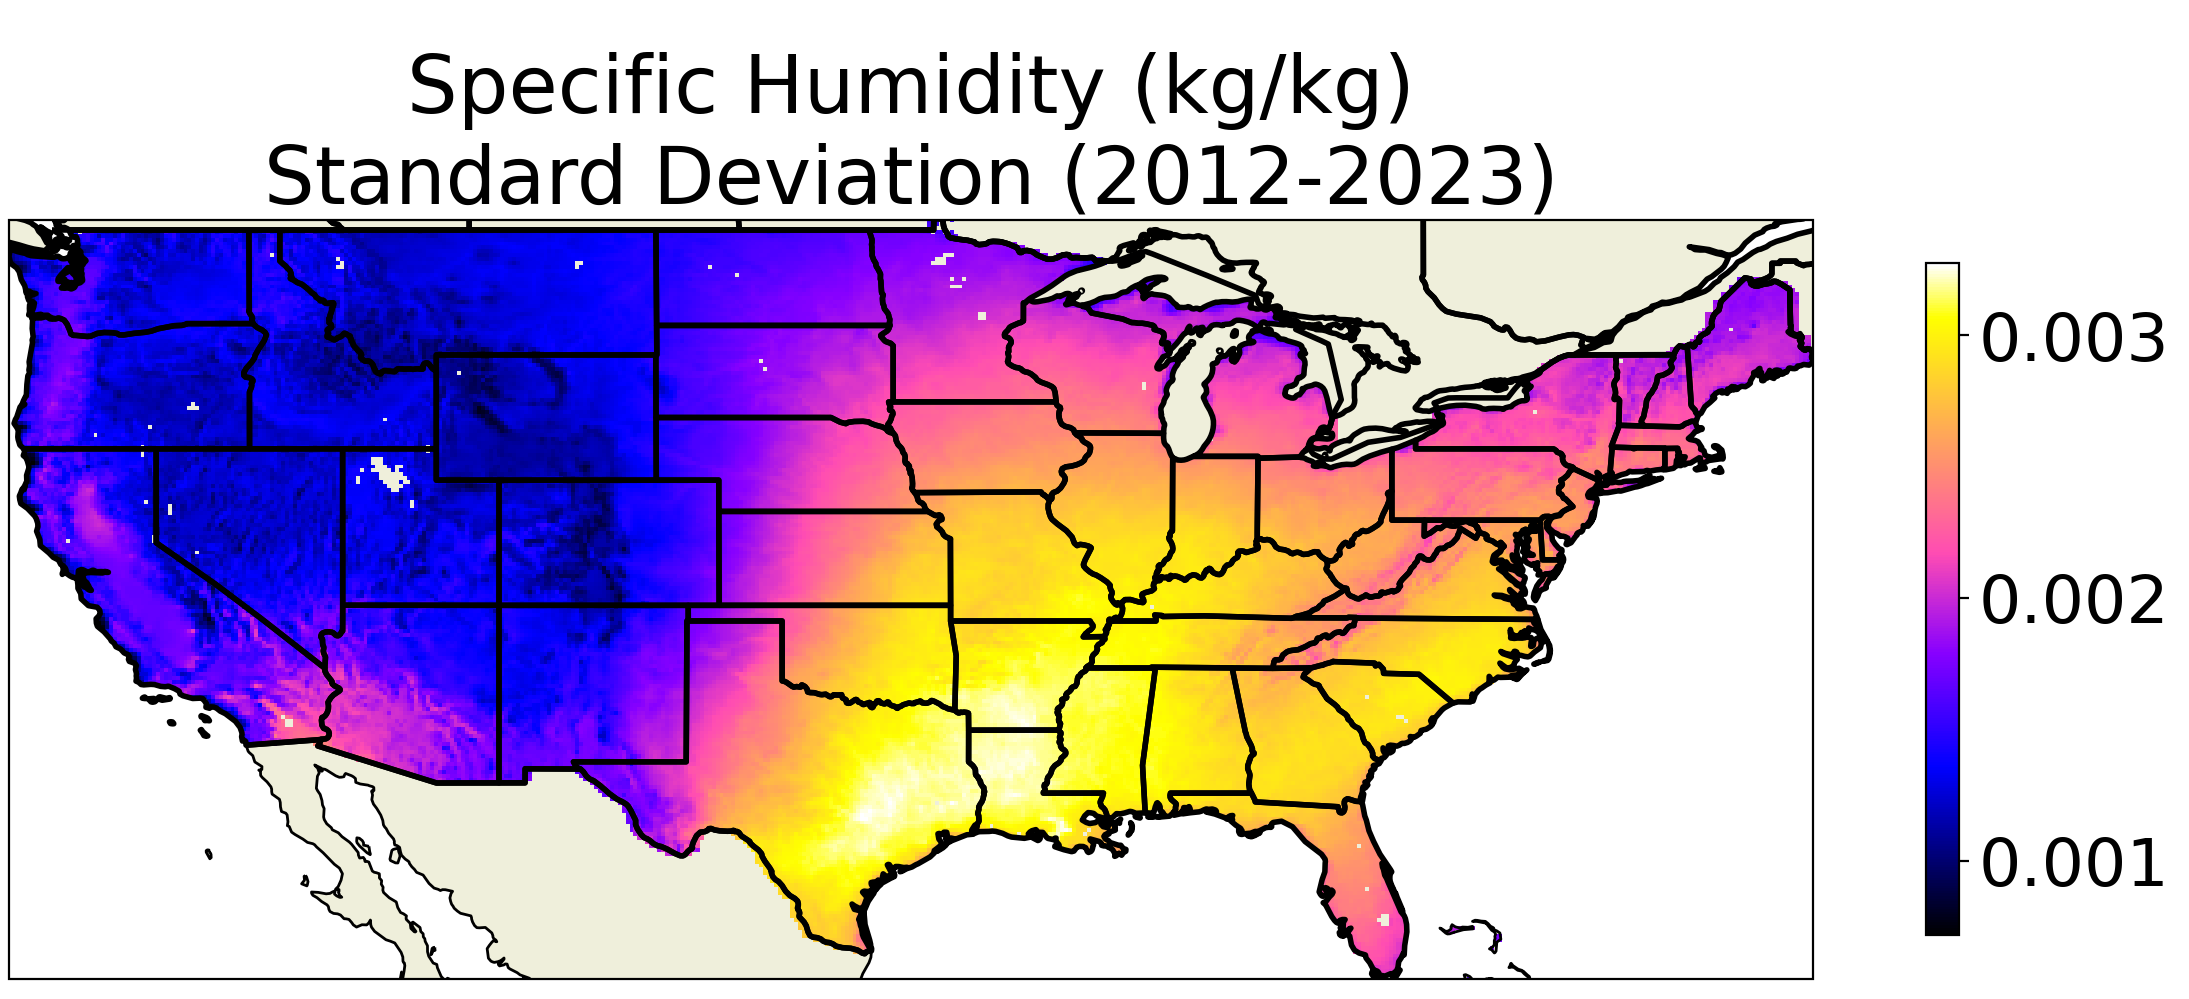 Specific Humidity (kg/kg)
Standard Deviation (2012-2023)
0.003
0.002
0.001